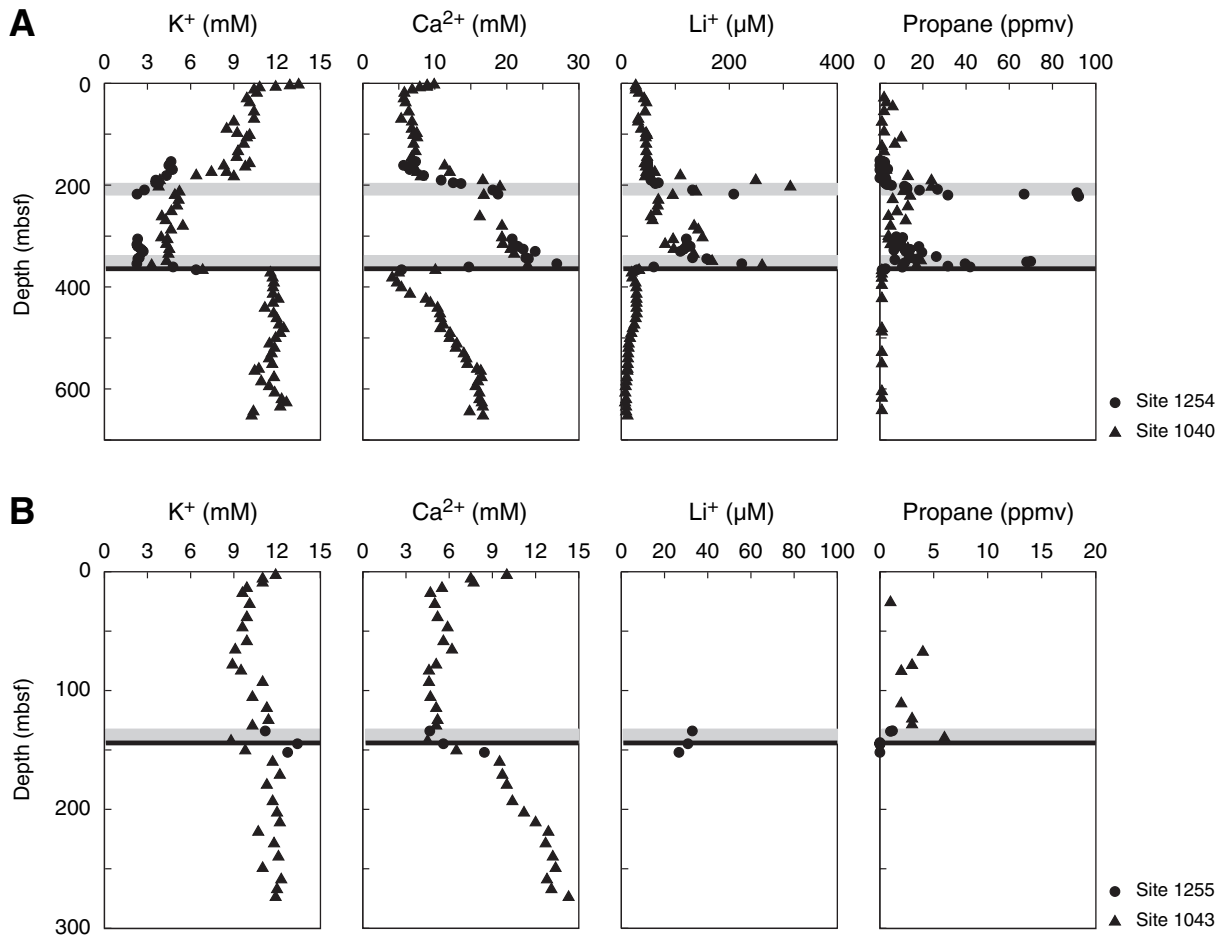 A
K+ (mM)
Ca2+ (mM)
Li+ (µM)
Propane (ppmv)
0 3 6 9 12 15
0 10 20 30
0 200 400
0 20 40 60 80 100
0
200
400
600
Depth (mbsf)
Site 1254
Site 1040
B
K+ (mM)
Ca2+ (mM)
Li+ (µM)
Propane (ppmv)
0 3 6 9 12 15
0 3 6 9 12 15
0 20 40 60 80 100
0 5 10 15 20
0
100
200
300
Depth (mbsf)
Site 1255
Site 1043